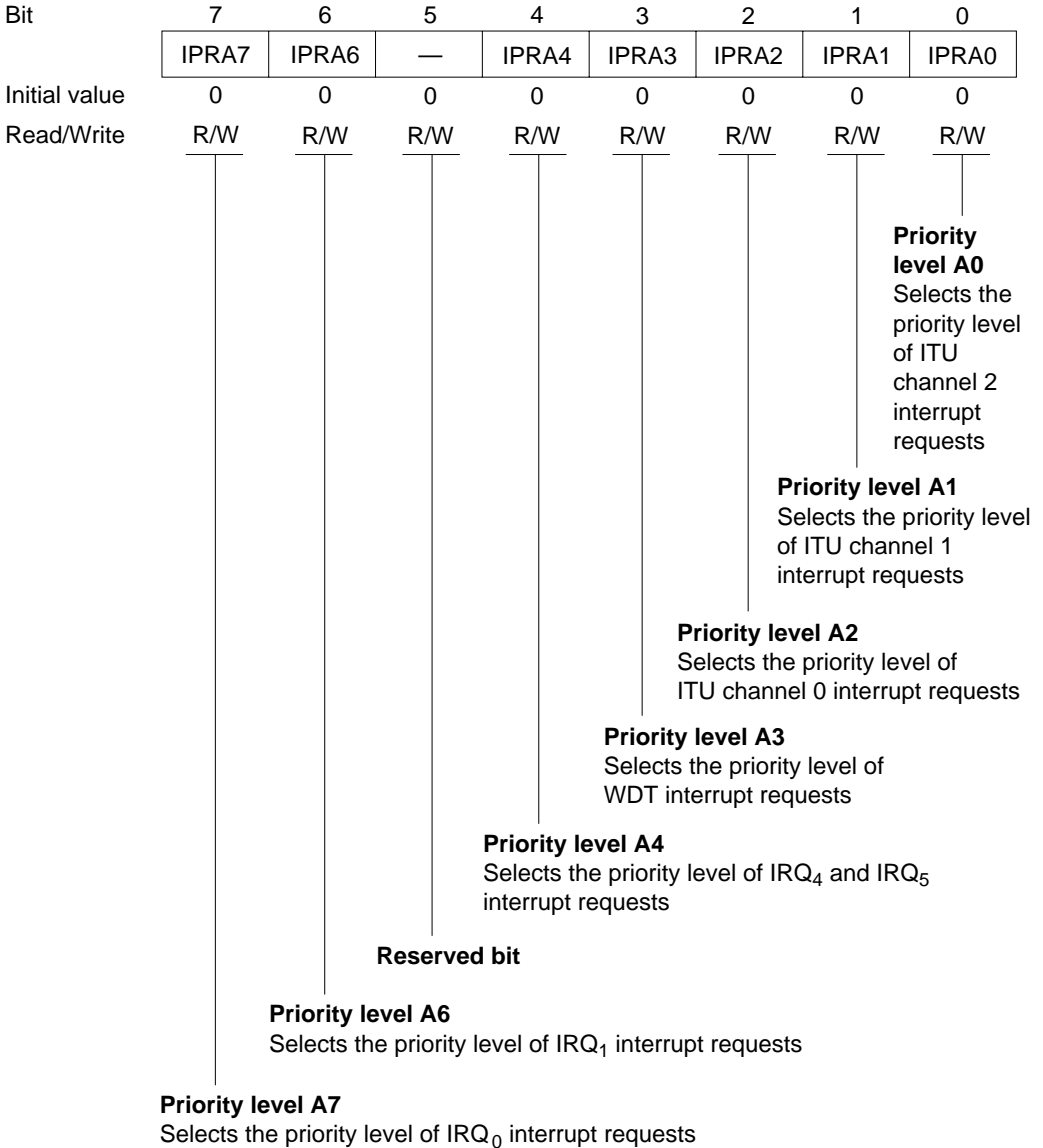 Bit 7 6 5 4 3 2 1 0
IPRA7 IPRA6 — IPRA4 IPRA3 IPRA2 IPRA1 IPRA0
Initial value 0 0 0 0 0 0 0 0
Read/Write R/W R/W R/W R/W R/W R/W R/W R/W
Priority
level A0
Selects the
priority level
of ITU
channel 2
interrupt
requests
Priority level A1
Selects the priority level
of ITU channel 1
interrupt requests
Priority level A2
Selects the priority level of
ITU channel 0 interrupt requests
Priority level A3
Selects the priority level of
WDT interrupt requests
Priority level A4
Selects the priority level of IRQ4 and IRQ5
interrupt requests
Reserved bit
Priority level A6
Selects the priority level of IRQ1 interrupt requests
Priority level A7
Selects the priority level of IRQ0 interrupt requests